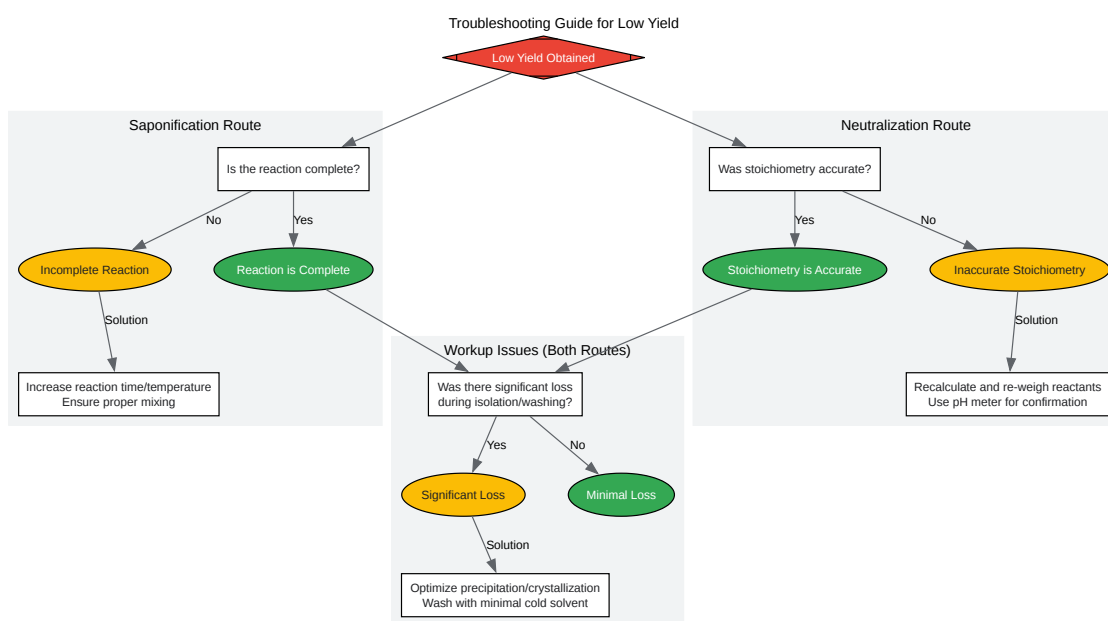 Troubleshooting Guide for Low Yield
Low Yield Obtained
Saponification Route
Is the reaction complete?
No
Yes
Incomplete Reaction
Reaction is Complete
Solution
Increase reaction time/temperature
Ensure proper mixing
Neutralization Route
Was stoichiometry accurate?
Yes
No
Stoichiometry is Accurate
Inaccurate Stoichiometry
Solution
Recalculate and re-weigh reactants
Use pH meter for confirmation
Workup Issues (Both Routes)
Was there significant loss
during isolation/washing?
Yes
No
Significant Loss
Minimal Loss
Solution
Optimize precipitation/crystallization
Wash with minimal cold solvent